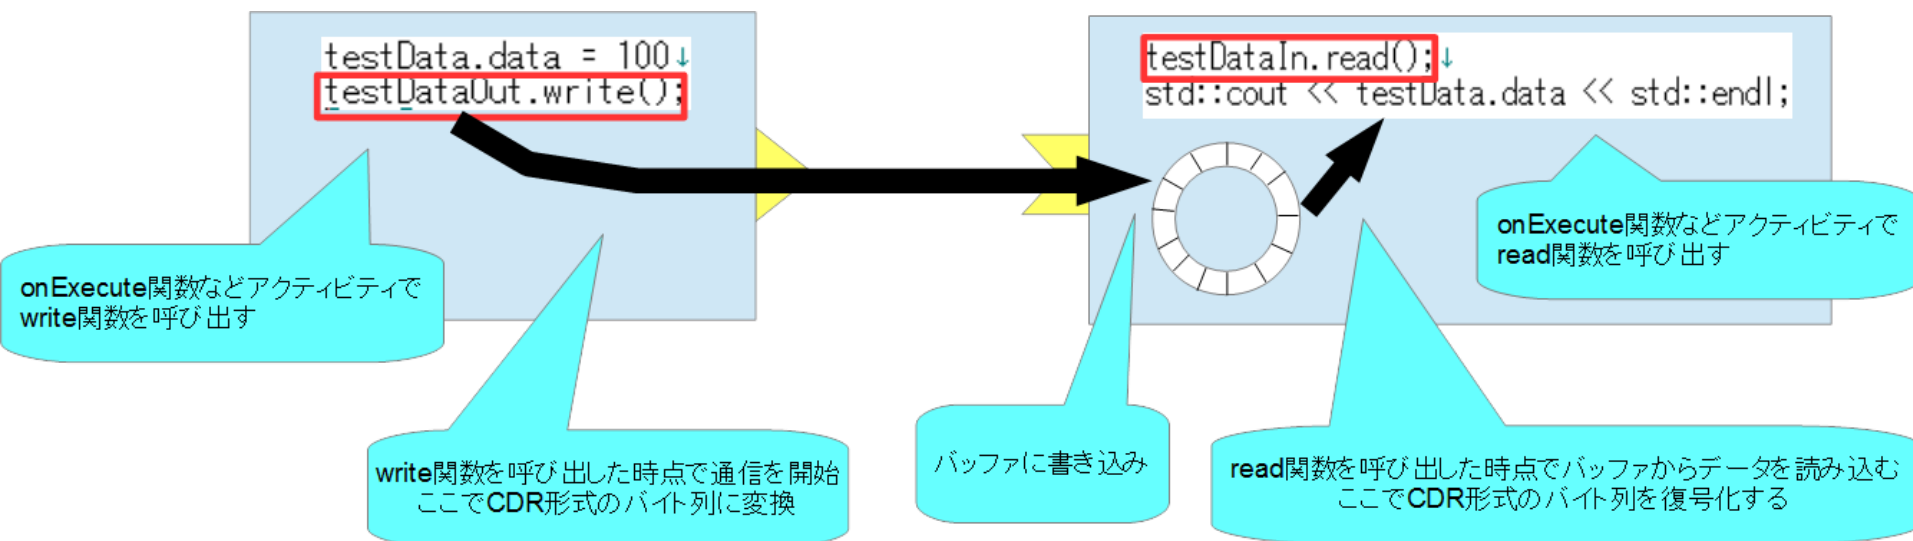 testData.data = 100↓
testDataOut.write();
testDataIn.read();↓
std::cout << testData.data << std::endl;
onExecute関数などアクティビティで
write関数を呼び出す
onExecute関数などアクティビティで
read関数を呼び出す
write関数を呼び出した時点で通信を開始
ここでCDR形式のバイト列に変換
バッファに書き込み
read関数を呼び出した時点でバッファからデータを読み込む
ここでCDR形式のバイト列を復号化する